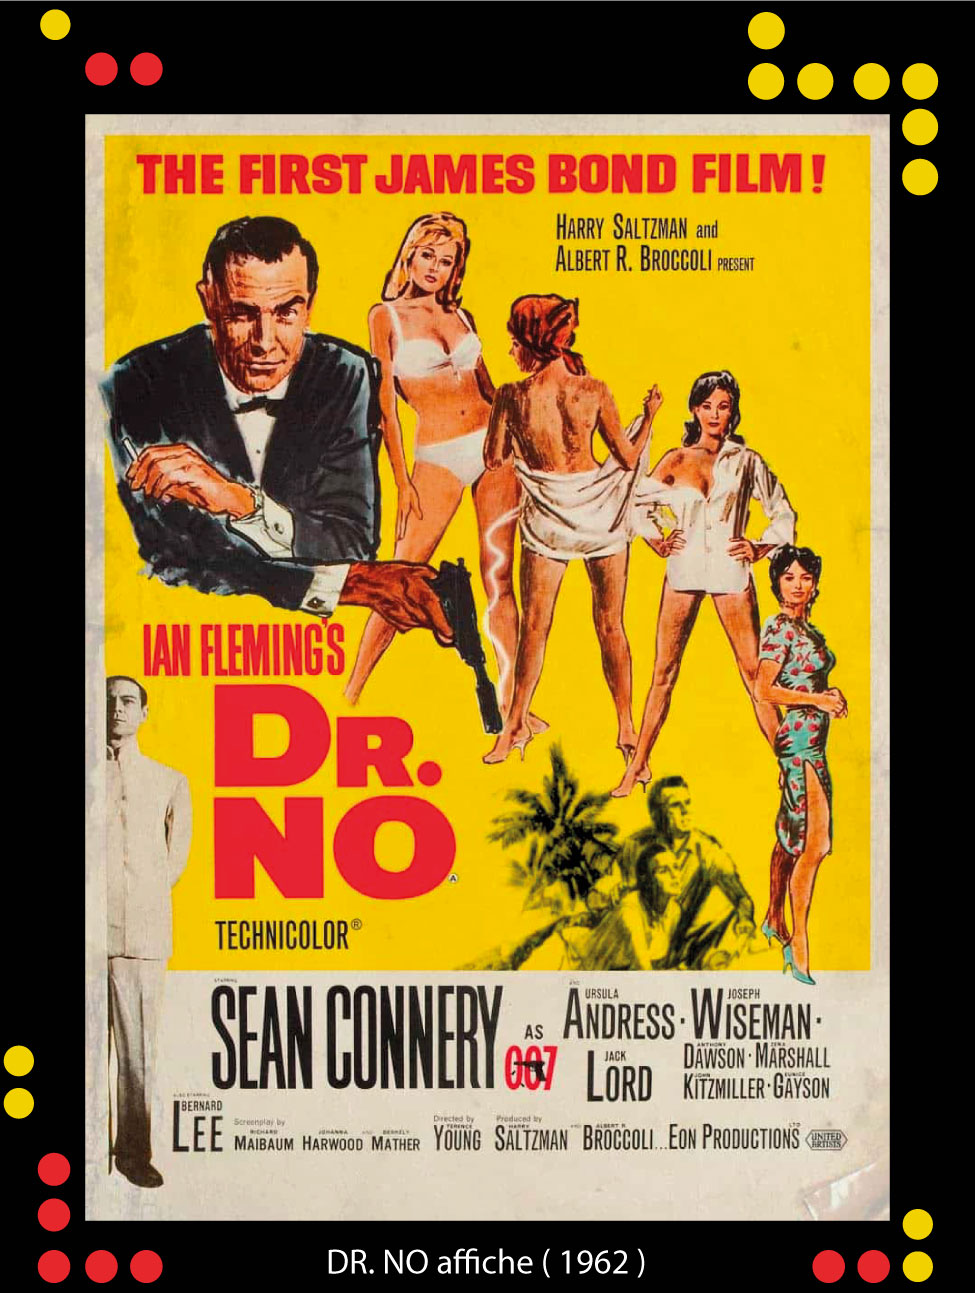 THE FIRST JAMES BOND FILM!
HARRY SALTZMAN and
ALBERT R. BROCCOLI PRESENT
IAN FLEMING'S
DR.
NO
TECHNICOLOR®
STARRING
SEAN CONNERY AS 007
AND
URSULA ANDRESS · JOSEPH WISEMAN ·
JACK LORD
ANTHONY DAWSON · ZENA MARSHALL
JOHN KITZMILLER · EUNICE GAYSON
ALSO STARRING
BERNARD LEE
Screenplay by
RICHARD MAIBAUM JOHANNA HARWOOD AND BERKELY MATHER
Directed by
TERENCE YOUNG
Produced by
HARRY SALTZMAN AND ALBERT R. BROCCOLI...EON PRODUCTIONS LTD
UNITED ARTISTS
DR. NO affiche ( 1962 )